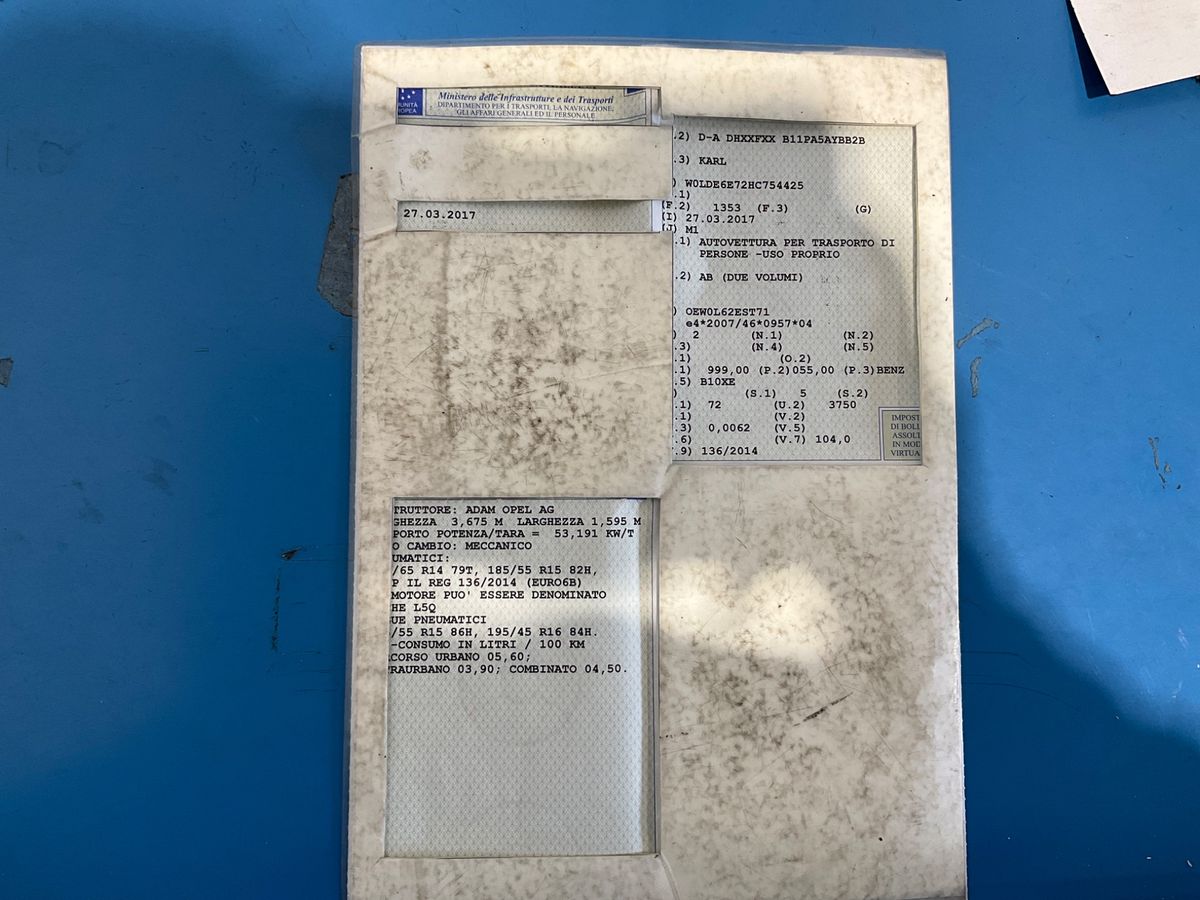 UNITÀ
ROPEA
Ministero delle Infrastrutture e dei Trasporti
DIPARTIMENTO PER I TRASPORTI, LA NAVIGAZIONE,
GLI AFFARI GENERALI ED IL PERSONALE
27.03.2017
.2) D-A DHXXFXX B11PA5AYBB2B
.3) KARL
) W0LDE6E72HC754425
.1)
(F.2) 1353 (F.3) (G)
(I) 27.03.2017
(J) M1
.1) AUTOVETTURA PER TRASPORTO DI
PERSONE -USO PROPRIO
.2) AB (DUE VOLUMI)
) OEW0L62EST71
e4*2007/46*0957*04
) 2 (N.1) (N.2)
.3) (N.4) (N.5)
.1) (O.2)
.1) 999,00 (P.2)055,00 (P.3)BENZ
.5) B10XE
) (S.1) 5 (S.2)
.1) 72 (U.2) 3750
.1) (V.2)
.3) 0,0062 (V.5)
.6) (V.7) 104,0
.9) 136/2014
IMPOST
DI BOLL
ASSOLT
IN MOD
VIRTUA
TRUTTORE: ADAM OPEL AG
GHEZZA 3,675 M LARGHEZZA 1,595 M
PORTO POTENZA/TARA = 53,191 KW/T
O CAMBIO: MECCANICO
UMATICI:
/65 R14 79T, 185/55 R15 82H,
P IL REG 136/2014 (EURO6B)
MOTORE PUO' ESSERE DENOMINATO
HE L5Q
UE PNEUMATICI
/55 R15 86H, 195/45 R16 84H.
-CONSUMO IN LITRI / 100 KM
CORSO URBANO 05,60;
RAURBANO 03,90; COMBINATO 04,50.